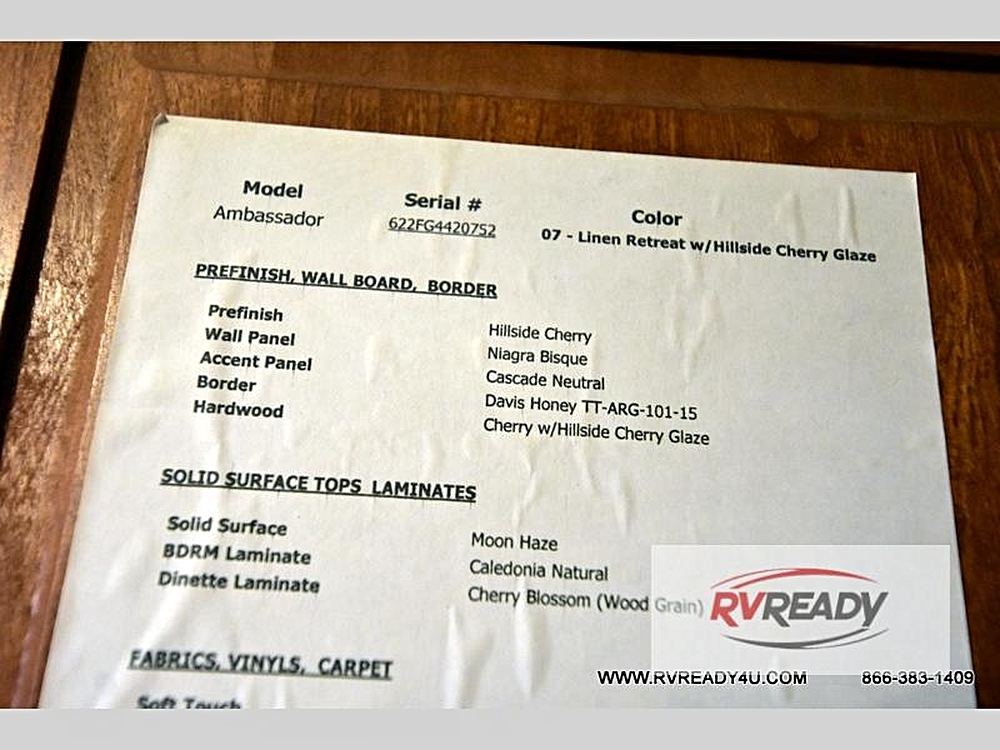 Model Serial # Color
Ambassador 622FG4420752 07 - Linen Retreat w/Hillside Cherry Glaze
PREFINISH, WALL BOARD, BORDER
Prefinish Hillside Cherry
Wall Panel Niagra Bisque
Accent Panel Cascade Neutral
Border Davis Honey TT-ARG-101-15
Hardwood Cherry w/Hillside Cherry Glaze
SOLID SURFACE TOPS LAMINATES
Solid Surface Moon Haze
BDRM Laminate Caledonia Natural
Dinette Laminate Cherry Blossom (Wood Grain)
FABRICS, VINYLS, CARPET
Soft Touch
RVREADY
WWW.RVREADY4U.COM 866-383-1409